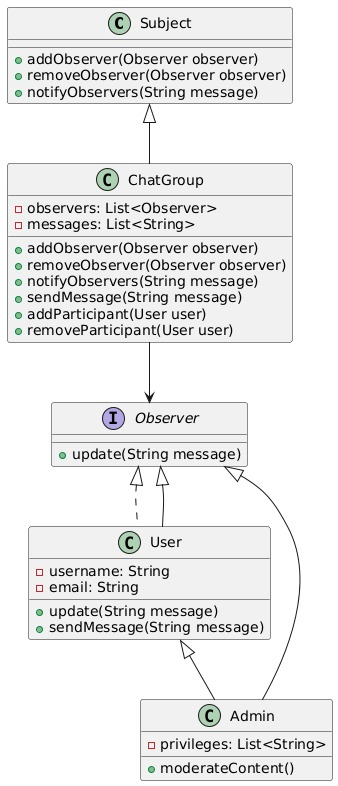 C Subject
addObserver(Observer observer)
removeObserver(Observer observer)
notifyObservers(String message)
C ChatGroup
observers: List<Observer>
messages: List<String>
addObserver(Observer observer)
removeObserver(Observer observer)
notifyObservers(String message)
sendMessage(String message)
addParticipant(User user)
removeParticipant(User user)
I Observer
update(String message)
C User
username: String
email: String
update(String message)
sendMessage(String message)
C Admin
privileges: List<String>
moderateContent()